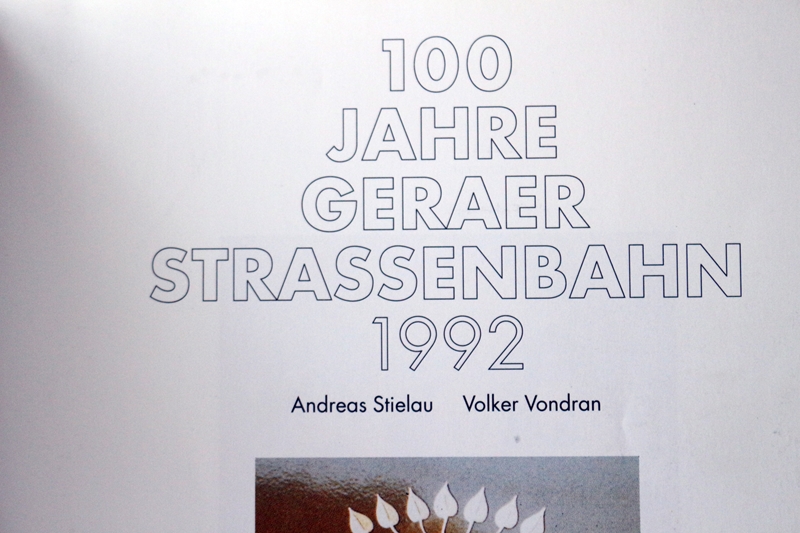 100
JAHRE
GERAER
STRASSENBAHN
1992
Andreas Stielau Volker Vondran